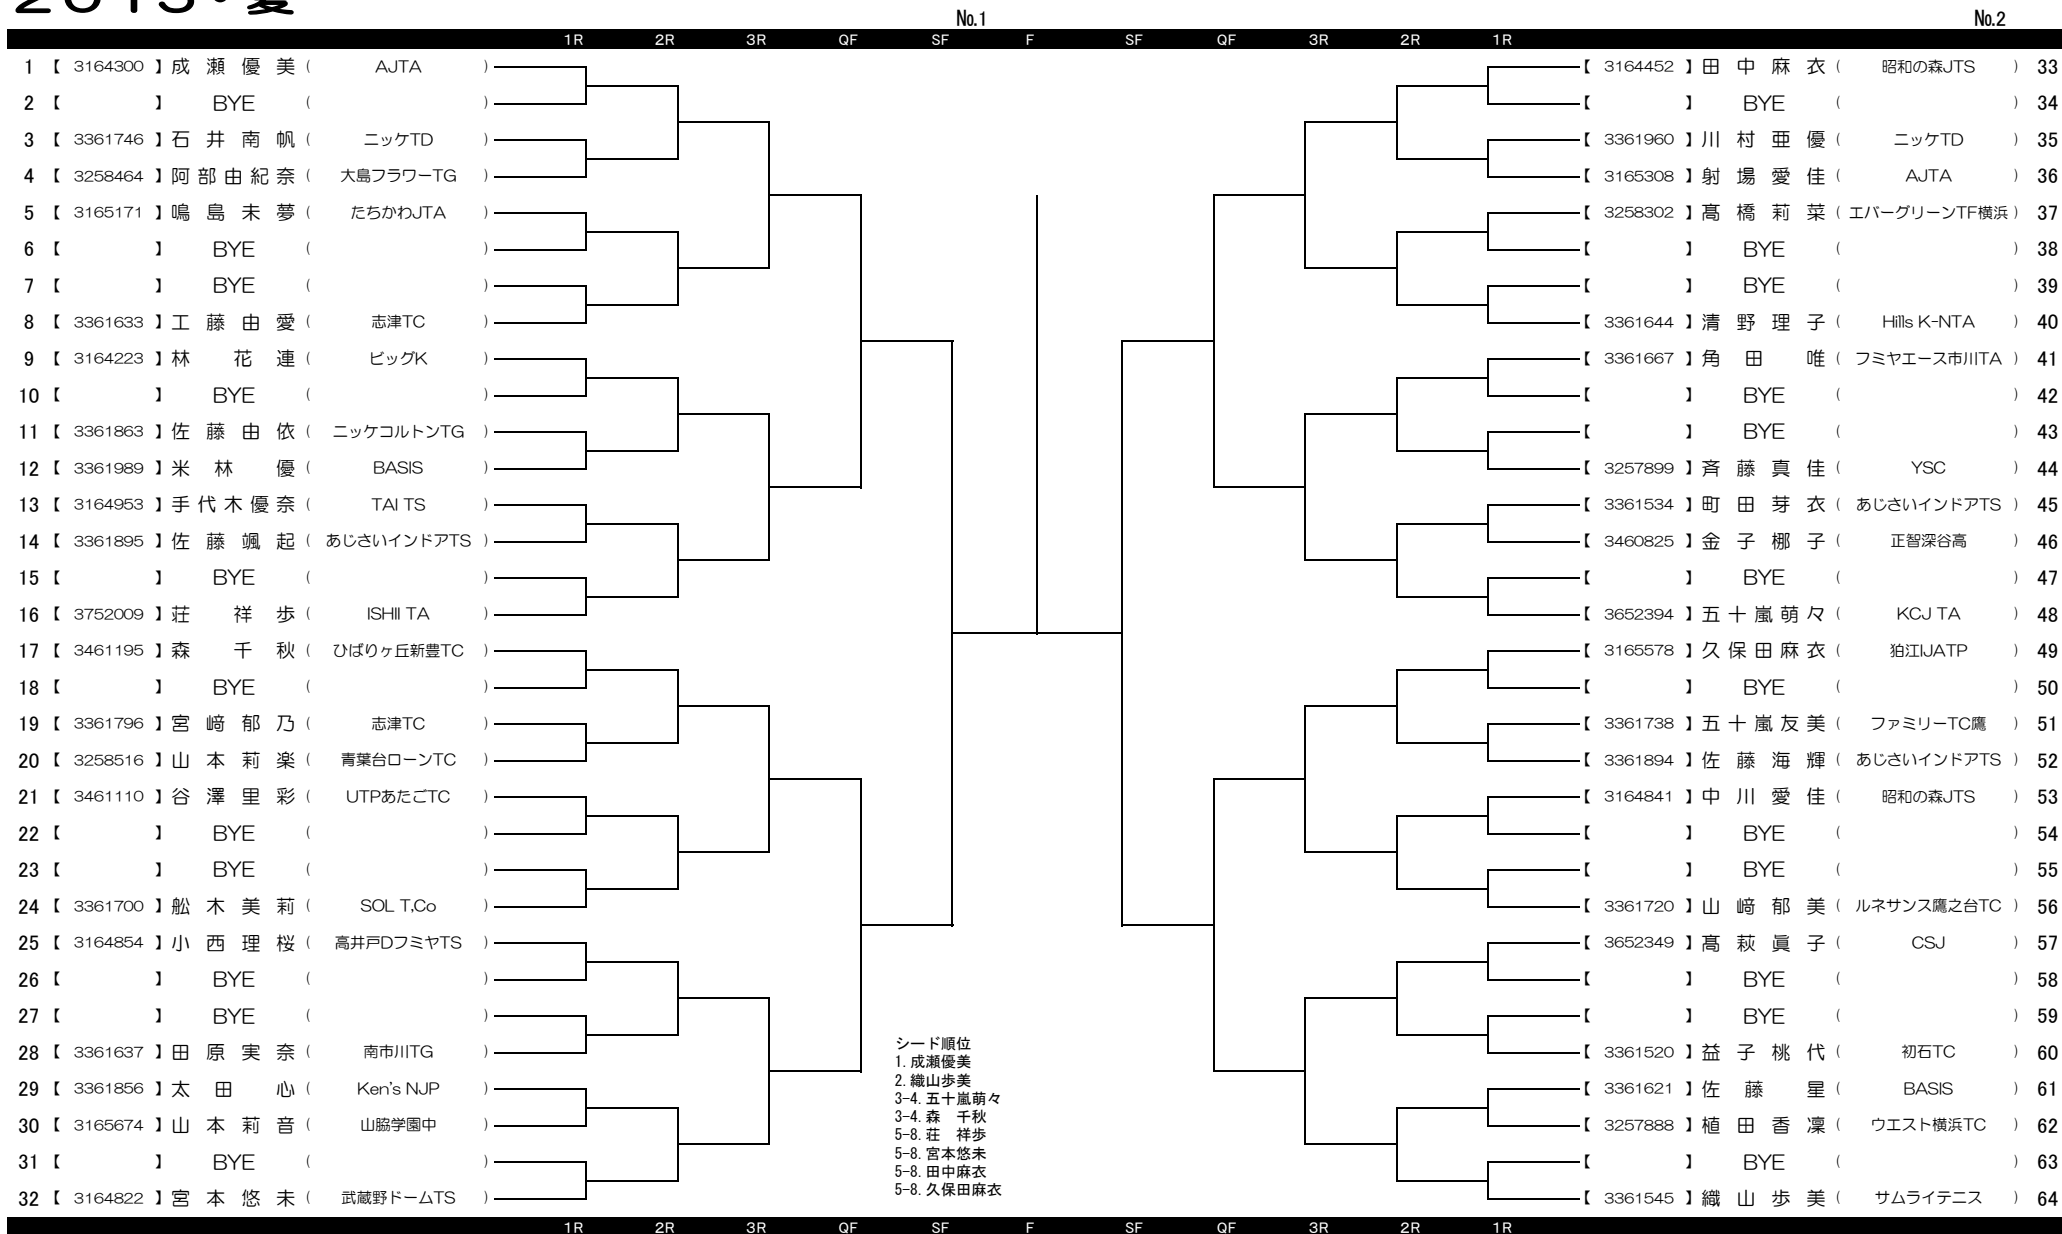 2015・夏
No.1 No.2
1R 2R 3R QF SF F SF QF 3R 2R 1R
1 【 3164300 】 成瀬優美 ( AJTA )
2 【 】 BYE ( )
3 【 3361746 】 石井南帆 ( ニッケTD )
4 【 3258464 】 阿部由紀奈 ( 大島フラワーTG )
5 【 3165171 】 鳴島未夢 ( たちかわJTA )
6 【 】 BYE ( )
7 【 】 BYE ( )
8 【 3361633 】 工藤由愛 ( 志津TC )
9 【 3164223 】 林 花連 ( ビッグK )
10 【 】 BYE ( )
11 【 3361863 】 佐藤由依 ( ニッケコルトンTG )
12 【 3361989 】 米林 優 ( BASIS )
13 【 3164953 】 手代木優奈 ( TAI TS )
14 【 3361895 】 佐藤颯起 ( あじさいインドアTS )
15 【 】 BYE ( )
16 【 3752009 】 荘 祥歩 ( ISHII TA )
17 【 3461195 】 森 千秋 ( ひばりヶ丘新豊TC )
18 【 】 BYE ( )
19 【 3361796 】 宮﨑郁乃 ( 志津TC )
20 【 3258516 】 山本莉楽 ( 青葉台ローンTC )
21 【 3461110 】 谷澤里彩 ( UTPあたごTC )
22 【 】 BYE ( )
23 【 】 BYE ( )
24 【 3361700 】 舩木美莉 ( SOL T,Co )
25 【 3164854 】 小西理桜 ( 高井戸DフミヤTS )
26 【 】 BYE ( )
27 【 】 BYE ( )
28 【 3361637 】 田原実奈 ( 南市川TG )
29 【 3361856 】 太田 心 ( Ken's NJP )
30 【 3165674 】 山本莉音 ( 山脇学園中 )
31 【 】 BYE ( )
32 【 3164822 】 宮本悠未 ( 武蔵野ドームTS )
シード順位
1. 成瀬優美
2. 織山歩美
3-4. 五十嵐萌々
3-4. 森 千秋
5-8. 荘 祥歩
5-8. 宮本悠未
5-8. 田中麻衣
5-8. 久保田麻衣
【 3164452 】 田中麻衣 ( 昭和の森JTS ) 33
【 】 BYE ( ) 34
【 3361960 】 川村亜優 ( ニッケTD ) 35
【 3165308 】 射場愛佳 ( AJTA ) 36
【 3258302 】 髙橋莉菜 ( エバーグリーンTF横浜 ) 37
【 】 BYE ( ) 38
【 】 BYE ( ) 39
【 3361644 】 清野理子 ( Hills K-NTA ) 40
【 3361667 】 角田 唯 ( フミヤエース市川TA ) 41
【 】 BYE ( ) 42
【 】 BYE ( ) 43
【 3257899 】 斉藤真佳 ( YSC ) 44
【 3361534 】 町田芽衣 ( あじさいインドアTS ) 45
【 3460825 】 金子梛子 ( 正智深谷高 ) 46
【 】 BYE ( ) 47
【 3652394 】 五十嵐萌々 ( KCJ TA ) 48
【 3165578 】 久保田麻衣 ( 狛江IJATP ) 49
【 】 BYE ( ) 50
【 3361738 】 五十嵐友美 ( ファミリーTC鷹 ) 51
【 3361894 】 佐藤海輝 ( あじさいインドアTS ) 52
【 3164841 】 中川愛佳 ( 昭和の森JTS ) 53
【 】 BYE ( ) 54
【 】 BYE ( ) 55
【 3361720 】 山﨑郁美 ( ルネサンス鷹之台TC ) 56
【 3652349 】 髙萩眞子 ( CSJ ) 57
【 】 BYE ( ) 58
【 】 BYE ( ) 59
【 3361520 】 益子桃代 ( 初石TC ) 60
【 3361621 】 佐藤 星 ( BASIS ) 61
【 3257888 】 植田香凜 ( ウエスト横浜TC ) 62
【 】 BYE ( ) 63
【 3361545 】 織山歩美 ( サムライテニス ) 64
1R 2R 3R QF SF F SF QF 3R 2R 1R